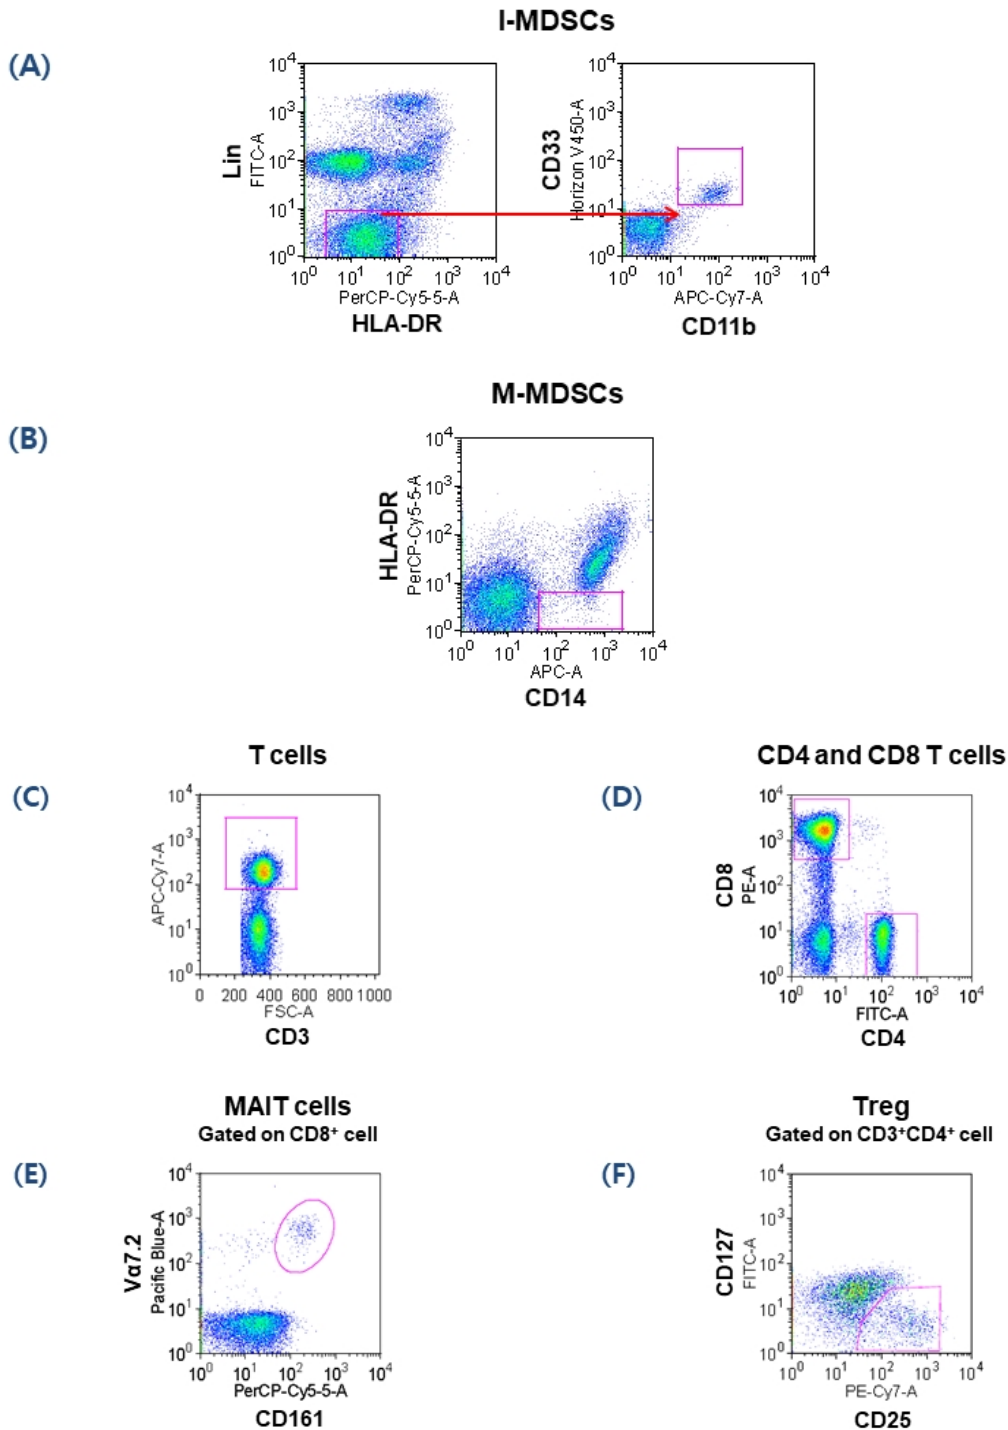 I-MDSCs
(A)
10⁴
10³
10²
10¹
10⁰
Lin
FITC-A
10⁰ 10¹ 10² 10³ 10⁴
PerCP-Cy5-5-A
HLA-DR
10⁴
10³
10²
10¹
10⁰
CD33
Horizon V450-A
10⁰ 10¹ 10² 10³ 10⁴
APC-Cy7-A
CD11b
M-MDSCs
(B)
10⁴
10³
10²
10¹
10⁰
HLA-DR
PerCP-Cy5-5-A
10⁰ 10¹ 10² 10³ 10⁴
APC-A
CD14
T cells
(C)
10⁴
10³
10²
10¹
10⁰
APC-Cy7-A
0 200 400 600 800 1000
FSC-A
CD3
CD4 and CD8 T cells
(D)
10⁴
10³
10²
10¹
10⁰
CD8
PE-A
10⁰ 10¹ 10² 10³ 10⁴
FITC-A
CD4
MAIT cells
Gated on CD8⁺ cell
(E)
10⁴
10³
10²
10¹
10⁰
Vα7.2
Pacific Blue-A
10⁰ 10¹ 10² 10³ 10⁴
PerCP-Cy5-5-A
CD161
Treg
Gated on CD3⁺CD4⁺ cell
(F)
10⁴
10³
10²
10¹
10⁰
CD127
FITC-A
10⁰ 10¹ 10² 10³ 10⁴
PE-Cy7-A
CD25